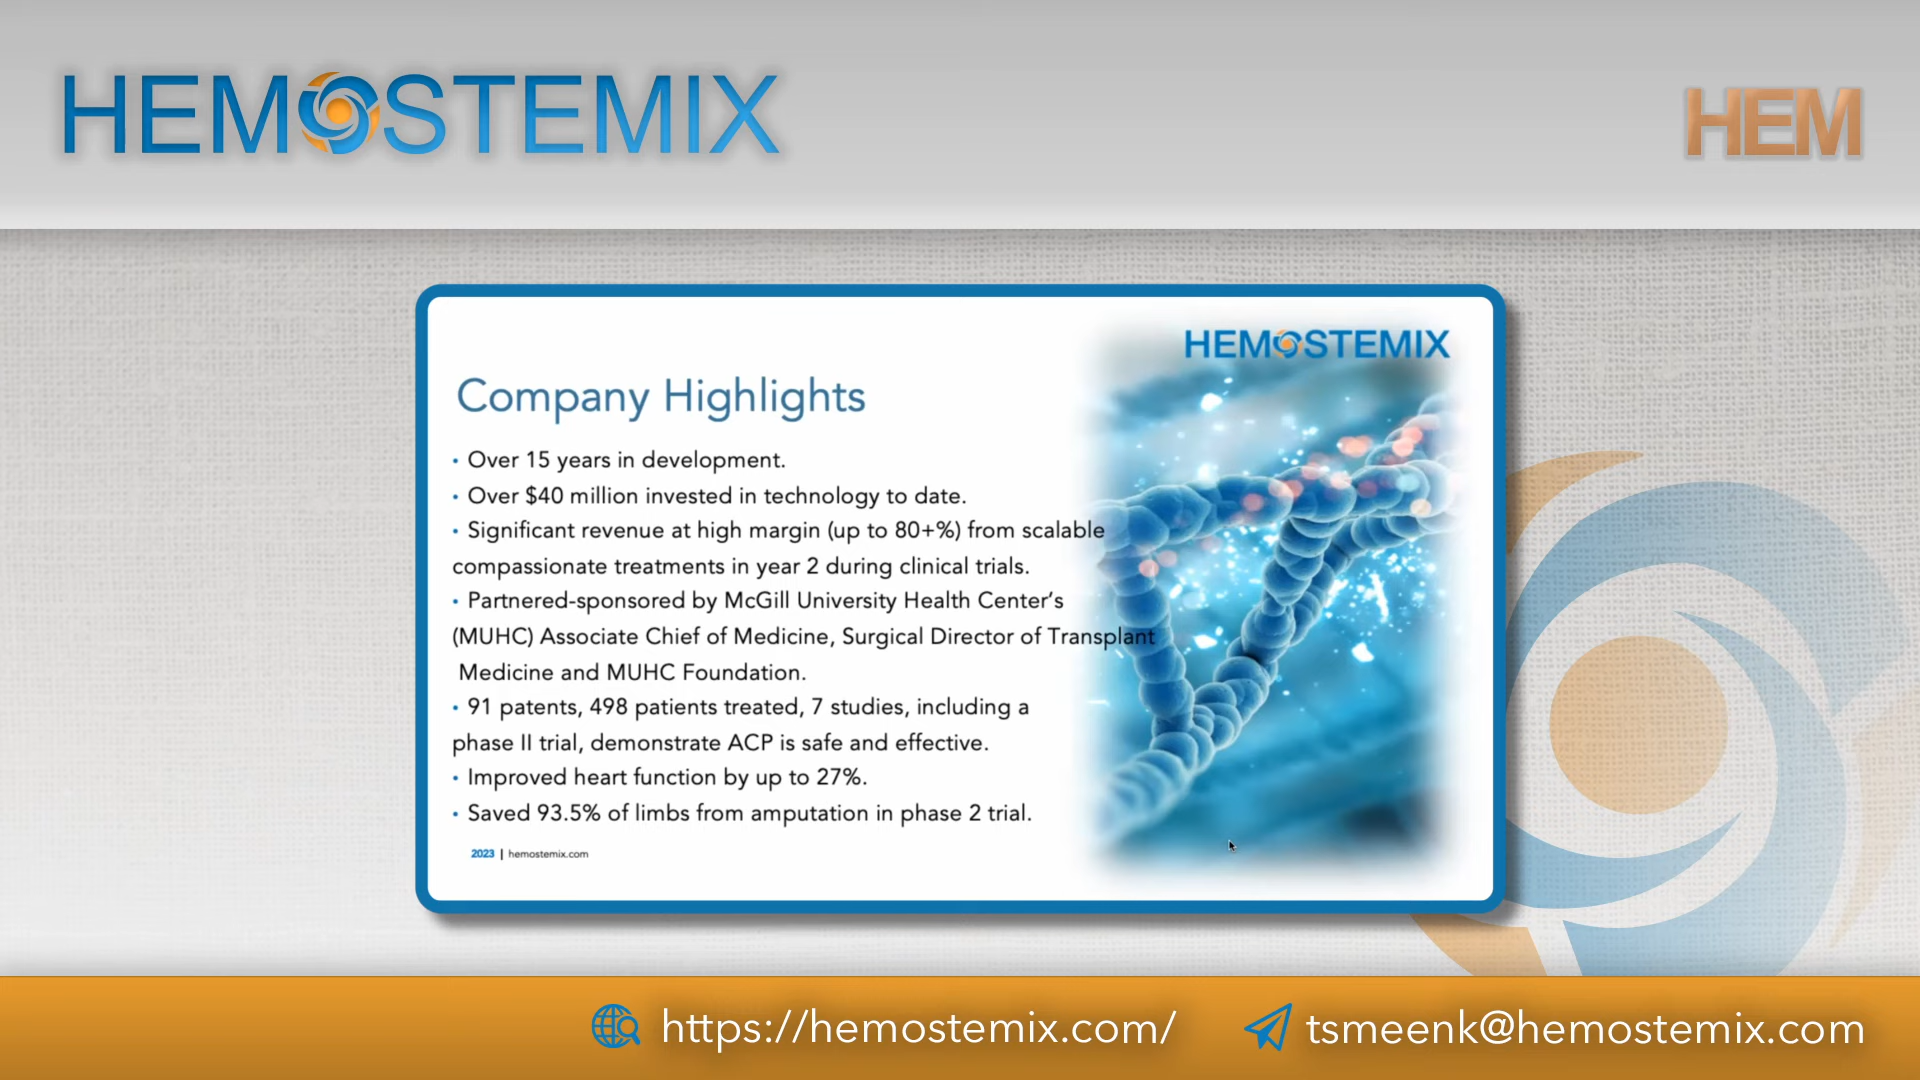 HEMOSTEMIX
HEM
HEMOSTEMIX
Company Highlights
• Over 15 years in development.
• Over $40 million invested in technology to date.
• Significant revenue at high margin (up to 80+%) from scalable
compassionate treatments in year 2 during clinical trials.
• Partnered-sponsored by McGill University Health Center's
(MUHC) Associate Chief of Medicine, Surgical Director of Transplant
Medicine and MUHC Foundation.
• 91 patents, 498 patients treated, 7 studies, including a
phase II trial, demonstrate ACP is safe and effective.
• Improved heart function by up to 27%.
• Saved 93.5% of limbs from amputation in phase 2 trial.
2023 | hemostemix.com
https://hemostemix.com/ tsmeenk@hemostemix.com